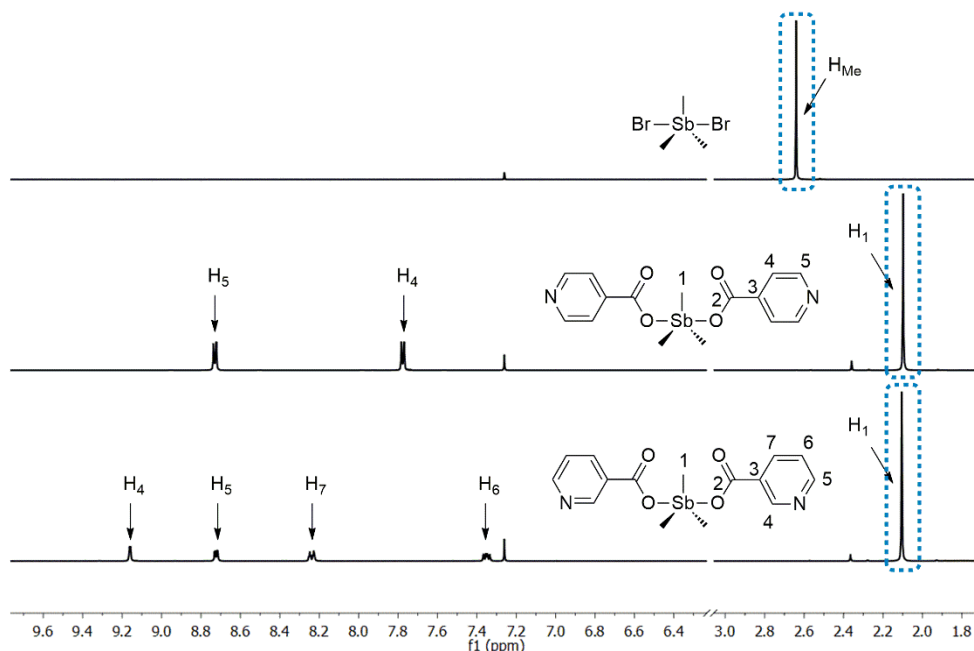 H_Me
Br Sb Br
H_5 H_4 H_1
O 1 O 4 5
N O Sb O 2 3 N
H_4 H_5 H_7 H_6 H_1
O 1 O 7 6
N O Sb O 2 3 4 N 5
9.6 9.4 9.2 9.0 8.8 8.6 8.4 8.2 8.0 7.8 7.6 7.4 7.2 7.0 6.8 6.6 6.4 3.0 2.8 2.6 2.4 2.2 2.0 1.8
f1 (ppm)